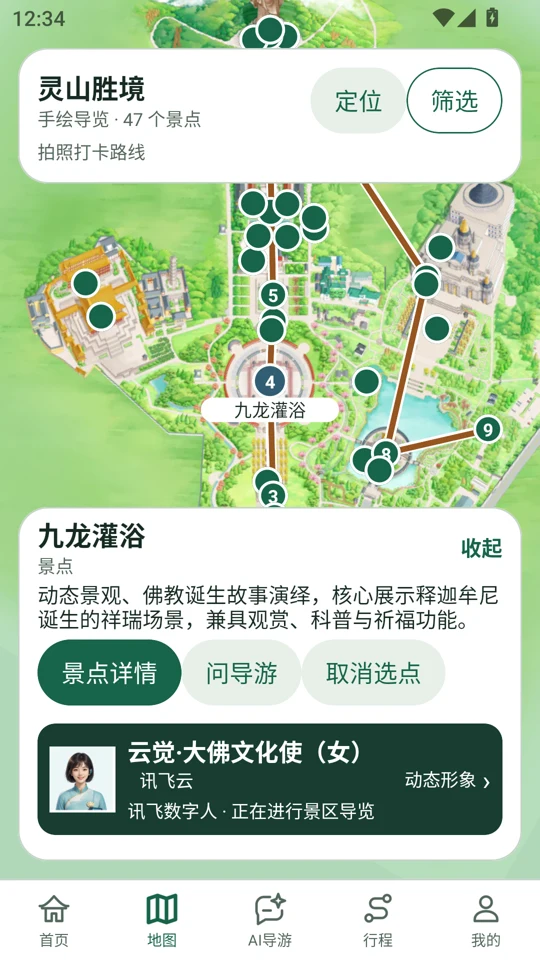 12:34
灵山胜境
手绘导览 · 47 个景点
拍照打卡路线
定位
筛选
5
4
九龙灌浴
9
8
3
九龙灌浴
景点
收起
动态景观、佛教诞生故事演绎，核心展示释迦牟尼
诞生的祥瑞场景，兼具观赏、科普与祈福功能。
景点详情
问导游
取消选点
云觉·大佛文化使（女）
讯飞云
动态形象 ›
讯飞数字人 · 正在进行景区导览
首页
地图
AI导游
行程
我的